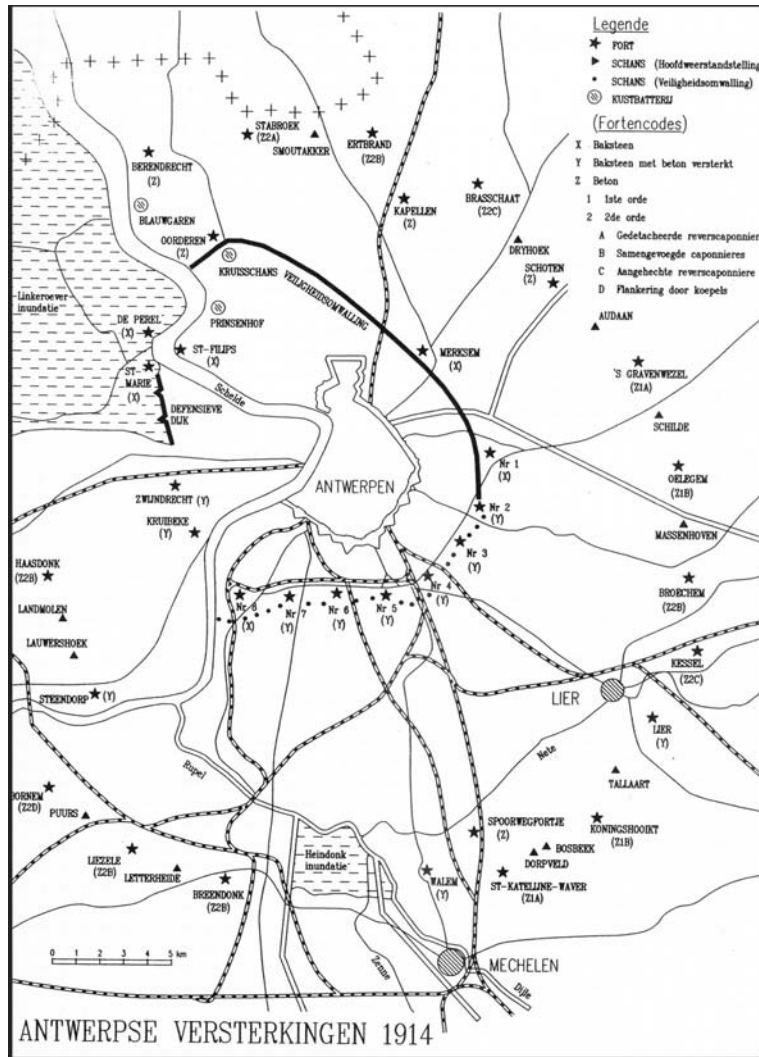 Legende
FORT
SCHANS (Hoofdweerstandstelling)
SCHANS (Veiligheidsomwalling)
KUSTBATTERIJ
(Fortencodes)
X Baksteen
Y Baksteen met beton versterkt
Z Beton
1 1ste orde
2 2de orde
A Gedetacheerde reverscaponniere
B Samengevoegde caponnieres
C Aangehechte reverscaponniere
D Flankering door koepels
STABROEK
(Z2A)
SMOUTAKKER
ERTBRAND
(Z2B)
BERENDRECHT
(Z)
BRASSCHAAT
(Z2C)
KAPELLEN
(Z)
BLAUWGAREN
OORDEREN
(Z)
KRUISSCHANS
DRYHOEK
SCHOTEN
(Z)
VEILIGHEIDSOMWALLING
Linkeroever
inundatie
PRINSENHOF
DE PEREL
(X)
AUDAAN
ST-FILIPS
(X)
MERKSEM
(X)
ST-
MARIE
(X)
'S GRAVENWEZEL
(Z1A)
Schelde
DEFENSIEVE
DIJK
SCHILDE
Nr 1
(X)
OELEGEM
(Z1B)
ANTWERPEN
ZWIJNDRECHT (Y)
Nr 2
(Y)
KRUIBEKE
(Y)
MASSENHOVEN
Nr 3
(Y)
HAASDONK
(Z2B)
Nr 4
(Y)
BROECHEM
(Z2B)
LANDMOLEN
Nr 8
(X)
Nr 7
(Y)
Nr 6
(Y)
Nr 5
(Y)
LAUWERSHOEK
KESSEL
(Z2C)
STEENDORP (Y)
LIER
LIER
(Y)
Rupel
Nete
TALLAART
ORNEM
(Z2D)
PUURS
SPOORWEGFORTJE
(Z)
KONINGSHOOIKT
(Z1B)
LIEZELE
(Z2B)
BOSBEEK
DORPVELD
Heindonk
inundatie
LETTERHEIDE
BREENDONK
(Z2B)
WALEM
(Y)
ST-KATELIJNE-WAVER
(Z1A)
0 1 2 3 4 5 km
Zenne
MECHELEN
Dijle
ANTWERPSE VERSTERKINGEN 1914